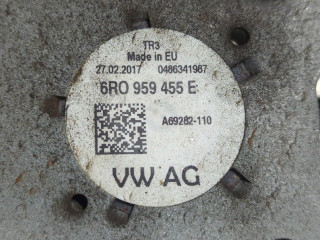 TR3
Made in EU
27.02.2017 0486341987
6R0 959 455 E
A69282-110
VW AG